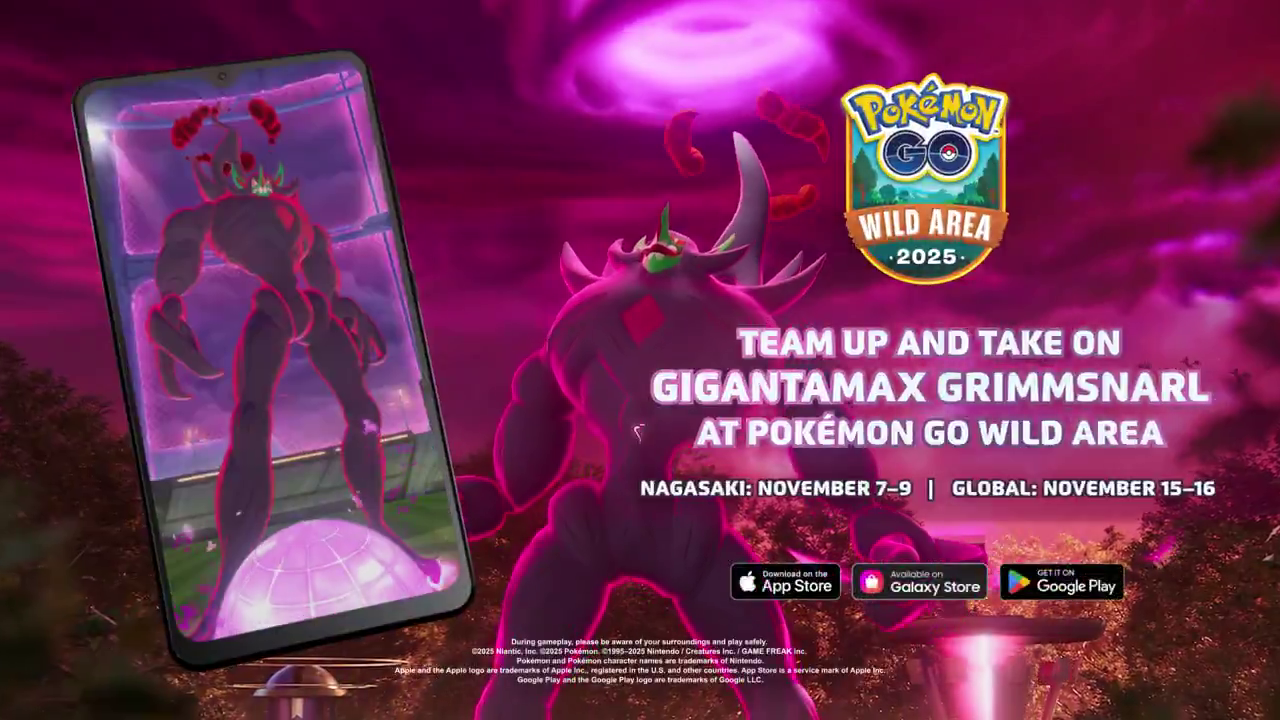 POKÉMON
GO
WILD AREA
·2025·
TEAM UP AND TAKE ON
GIGANTAMAX GRIMMSNARL
AT POKÉMON GO WILD AREA
NAGASAKI: NOVEMBER 7–9 | GLOBAL: NOVEMBER 15–16
Download on the
App Store
Available on
Galaxy Store
GET IT ON
Google Play
During gameplay, please be aware of your surroundings and play safely.
©2025 Niantic, Inc. ©2025 Pokémon. ©1995–2025 Nintendo / Creatures Inc. / GAME FREAK inc.
Pokémon and Pokémon character names are trademarks of Nintendo.
Apple and the Apple logo are trademarks of Apple Inc., registered in the U.S. and other countries. App Store is a service mark of Apple Inc.
Google Play and the Google Play logo are trademarks of Google LLC.